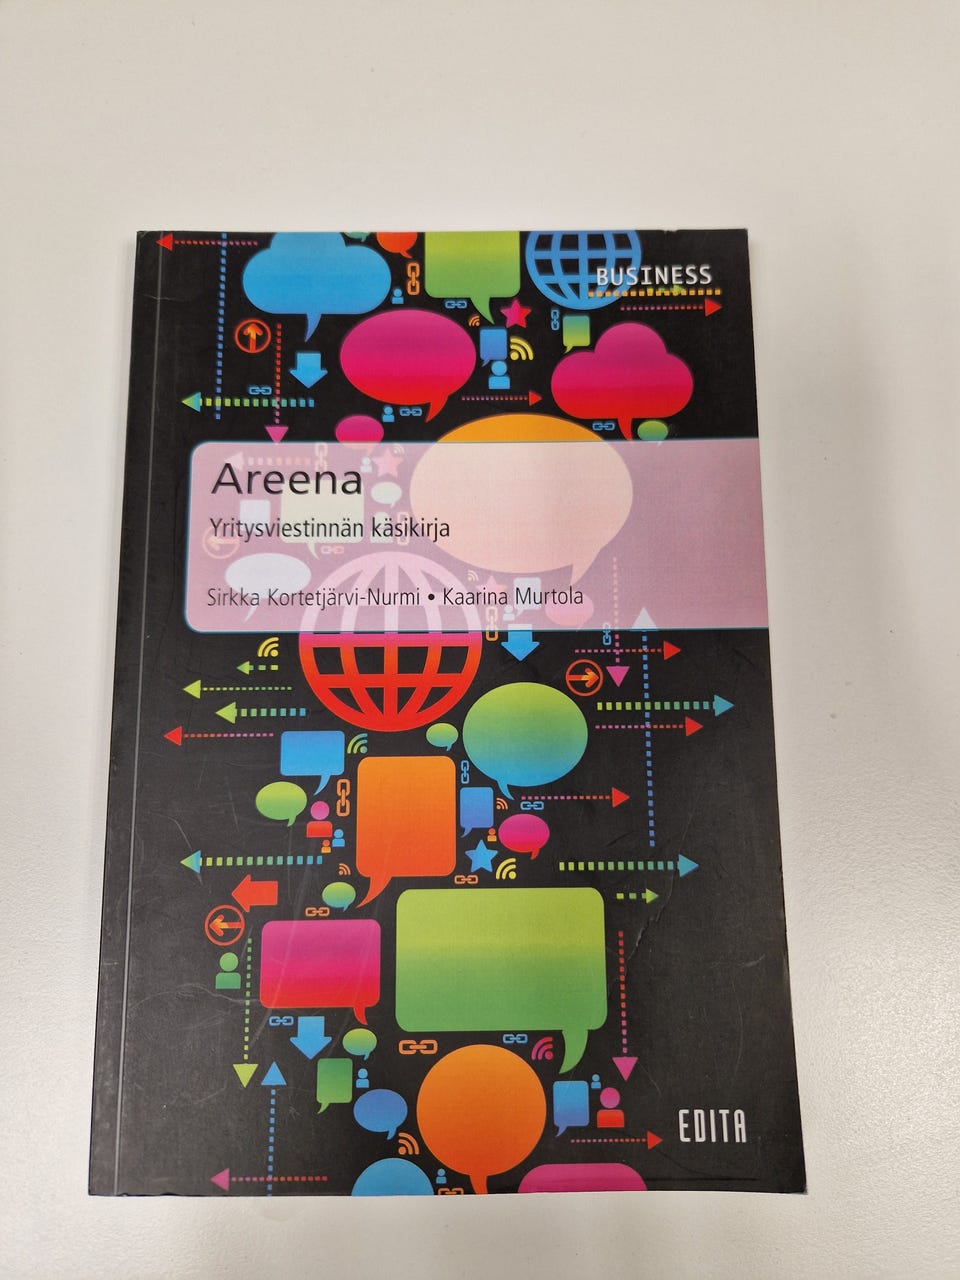 BUSINESS
Areena
Yritysviestinnän käsikirja
Sirkka Kortetjärvi-Nurmi • Kaarina Murtola
EDITA